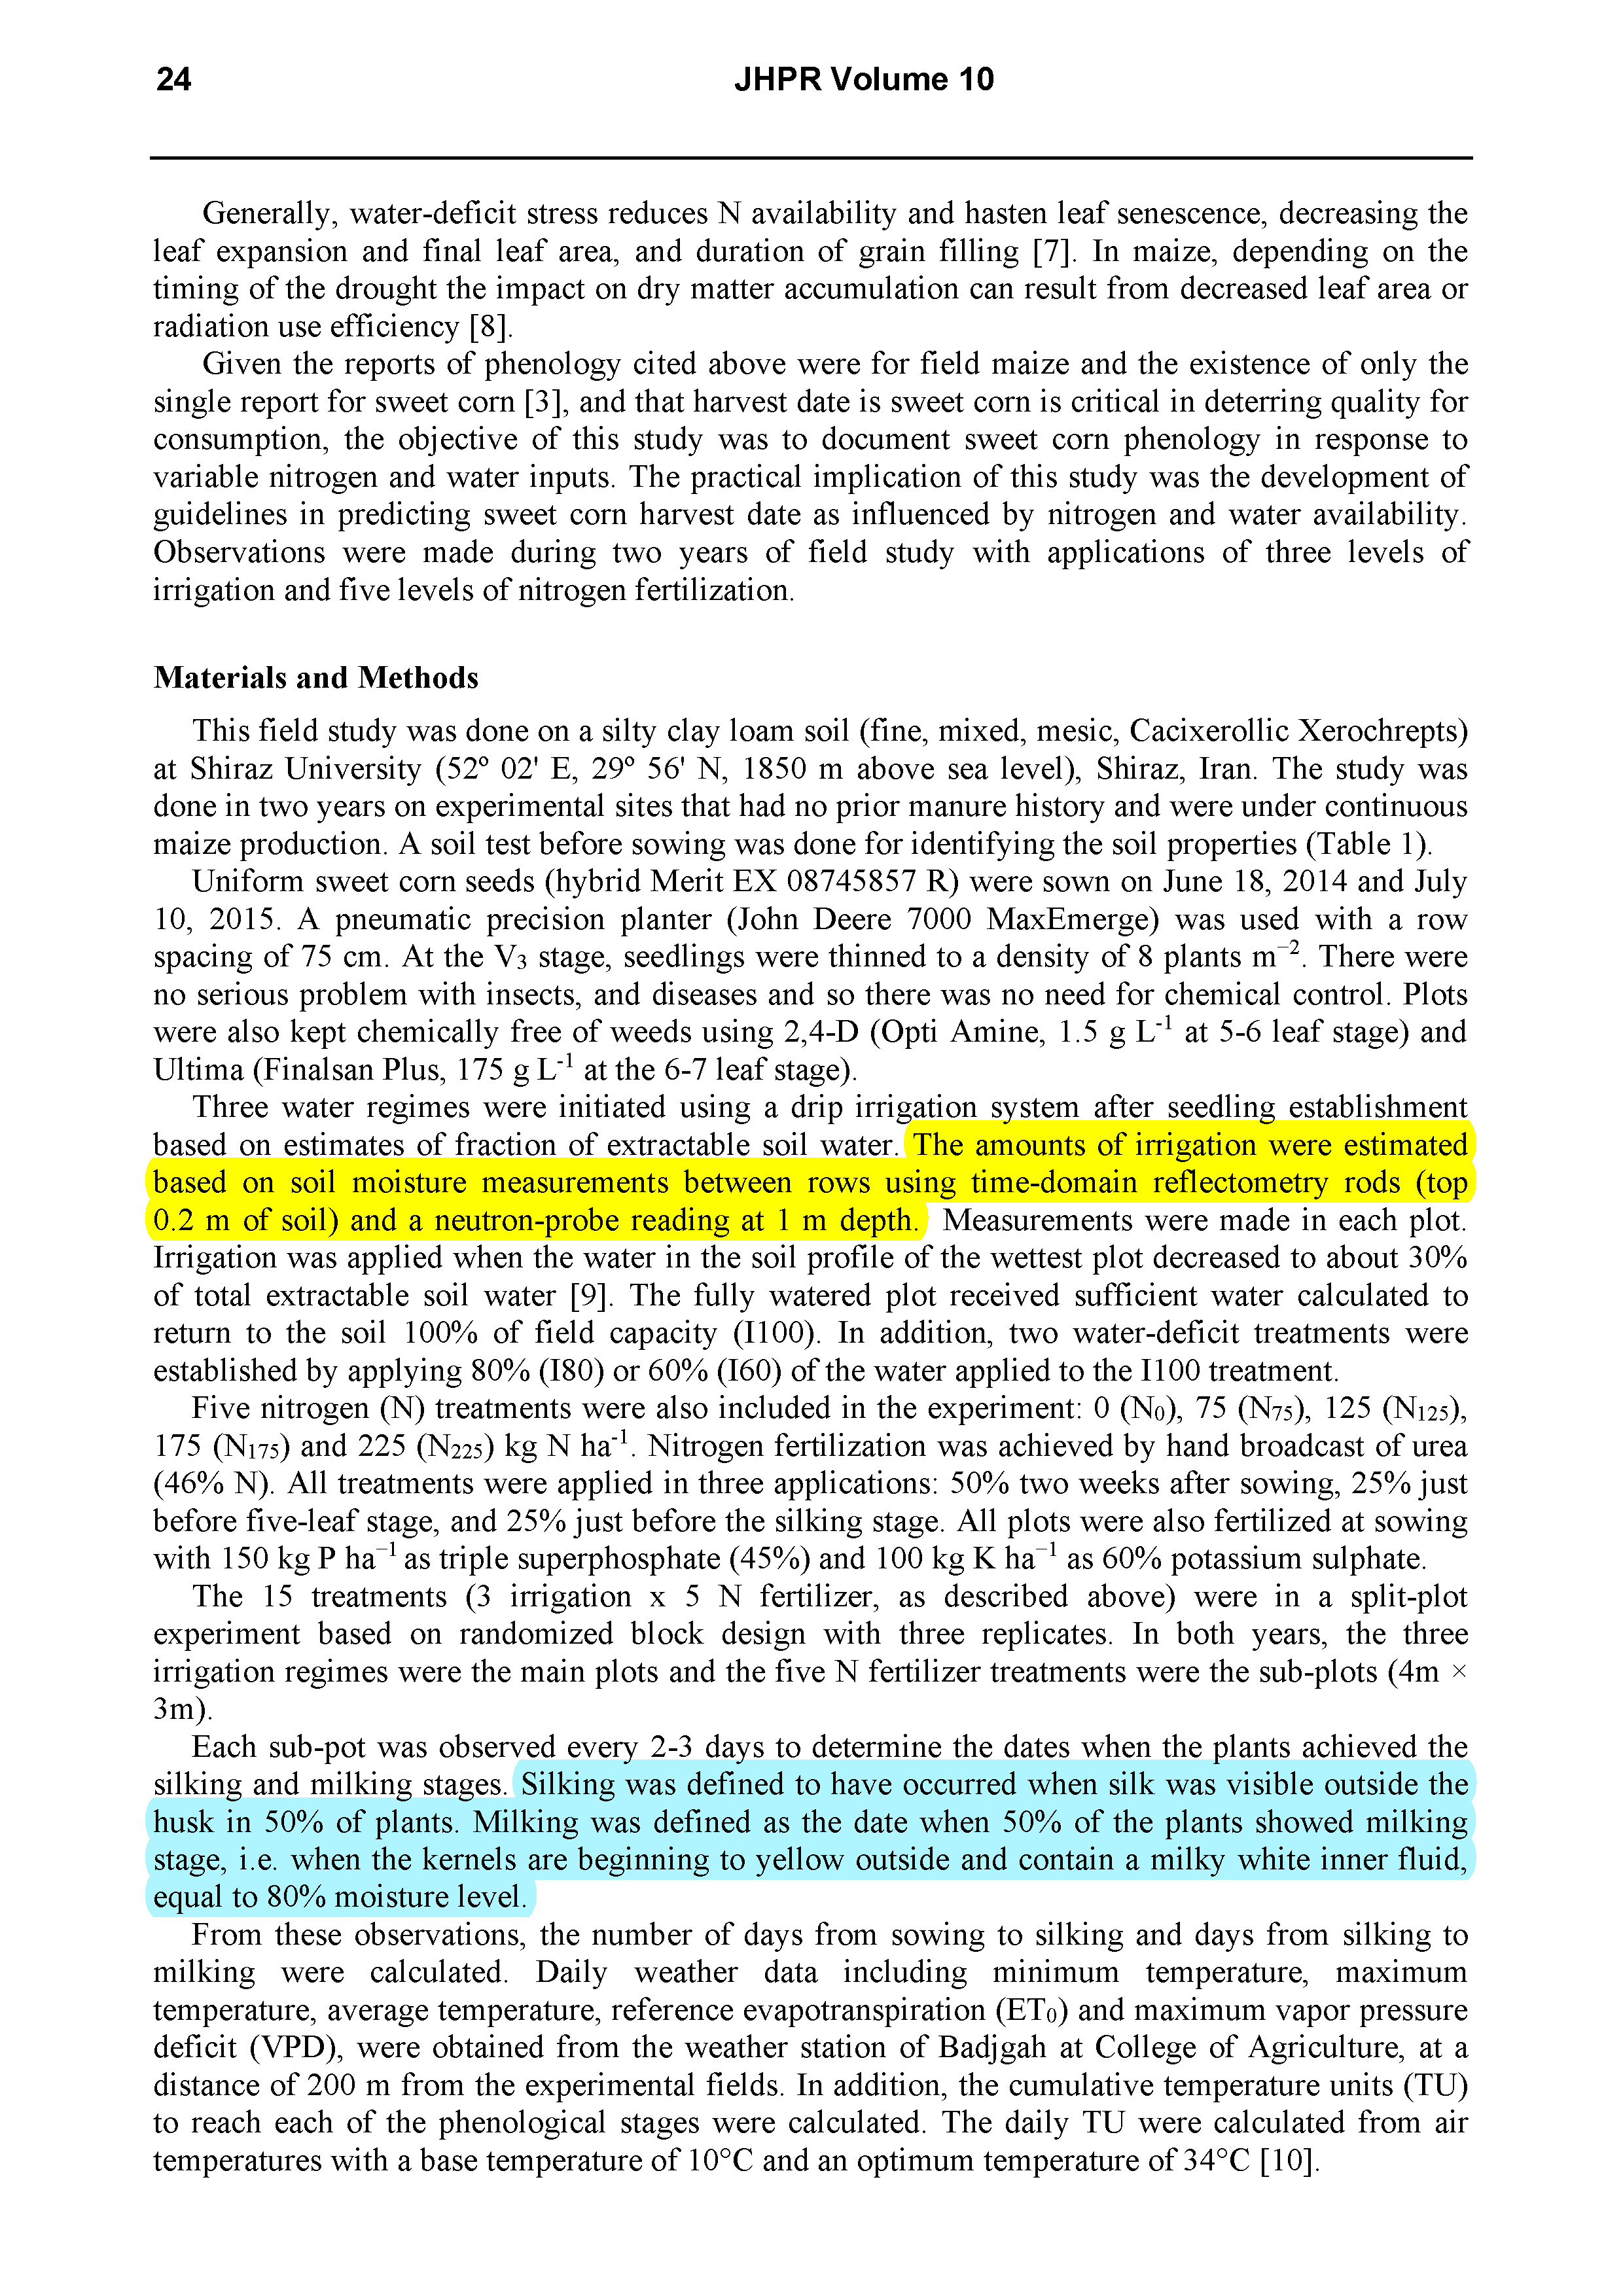 24 JHPR Volume 10
Generally, water-deficit stress reduces N availability and hasten leaf senescence, decreasing the
leaf expansion and final leaf area, and duration of grain filling [7]. In maize, depending on the
timing of the drought the impact on dry matter accumulation can result from decreased leaf area or
radiation use efficiency [8].
Given the reports of phenology cited above were for field maize and the existence of only the
single report for sweet corn [3], and that harvest date is sweet corn is critical in deterring quality for
consumption, the objective of this study was to document sweet corn phenology in response to
variable nitrogen and water inputs. The practical implication of this study was the development of
guidelines in predicting sweet corn harvest date as influenced by nitrogen and water availability.
Observations were made during two years of field study with applications of three levels of
irrigation and five levels of nitrogen fertilization.
Materials and Methods
This field study was done on a silty clay loam soil (fine, mixed, mesic, Cacixerollic Xerochrepts)
at Shiraz University (52º 02' E, 29º 56' N, 1850 m above sea level), Shiraz, Iran. The study was
done in two years on experimental sites that had no prior manure history and were under continuous
maize production. A soil test before sowing was done for identifying the soil properties (Table 1).
Uniform sweet corn seeds (hybrid Merit EX 08745857 R) were sown on June 18, 2014 and July
10, 2015. A pneumatic precision planter (John Deere 7000 MaxEmerge) was used with a row
spacing of 75 cm. At the V₃ stage, seedlings were thinned to a density of 8 plants m⁻². There were
no serious problem with insects, and diseases and so there was no need for chemical control. Plots
were also kept chemically free of weeds using 2,4-D (Opti Amine, 1.5 g L⁻¹ at 5-6 leaf stage) and
Ultima (Finalsan Plus, 175 g L⁻¹ at the 6-7 leaf stage).
Three water regimes were initiated using a drip irrigation system after seedling establishment
based on estimates of fraction of extractable soil water. The amounts of irrigation were estimated
based on soil moisture measurements between rows using time-domain reflectometry rods (top
0.2 m of soil) and a neutron-probe reading at 1 m depth. Measurements were made in each plot.
Irrigation was applied when the water in the soil profile of the wettest plot decreased to about 30%
of total extractable soil water [9]. The fully watered plot received sufficient water calculated to
return to the soil 100% of field capacity (I100). In addition, two water-deficit treatments were
established by applying 80% (I80) or 60% (I60) of the water applied to the I100 treatment.
Five nitrogen (N) treatments were also included in the experiment: 0 (N₀), 75 (N₇₅), 125 (N₁₂₅),
175 (N₁₇₅) and 225 (N₂₂₅) kg N ha⁻¹. Nitrogen fertilization was achieved by hand broadcast of urea
(46% N). All treatments were applied in three applications: 50% two weeks after sowing, 25% just
before five-leaf stage, and 25% just before the silking stage. All plots were also fertilized at sowing
with 150 kg P ha⁻¹ as triple superphosphate (45%) and 100 kg K ha⁻¹ as 60% potassium sulphate.
The 15 treatments (3 irrigation x 5 N fertilizer, as described above) were in a split-plot
experiment based on randomized block design with three replicates. In both years, the three
irrigation regimes were the main plots and the five N fertilizer treatments were the sub-plots (4m ×
3m).
Each sub-pot was observed every 2-3 days to determine the dates when the plants achieved the
silking and milking stages. Silking was defined to have occurred when silk was visible outside the
husk in 50% of plants. Milking was defined as the date when 50% of the plants showed milking
stage, i.e. when the kernels are beginning to yellow outside and contain a milky white inner fluid,
equal to 80% moisture level.
From these observations, the number of days from sowing to silking and days from silking to
milking were calculated. Daily weather data including minimum temperature, maximum
temperature, average temperature, reference evapotranspiration (ET₀) and maximum vapor pressure
deficit (VPD), were obtained from the weather station of Badjgah at College of Agriculture, at a
distance of 200 m from the experimental fields. In addition, the cumulative temperature units (TU)
to reach each of the phenological stages were calculated. The daily TU were calculated from air
temperatures with a base temperature of 10°C and an optimum temperature of 34°C [10].